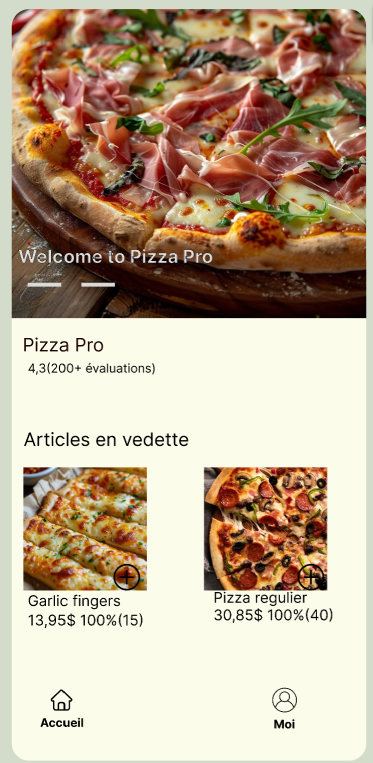 Welcome to Pizza Pro
Pizza Pro
4,3(200+ évaluations)
Articles en vedette
Garlic fingers
13,95$ 100%(15)
Pizza regulier
30,85$ 100%(40)
Accueil
Moi